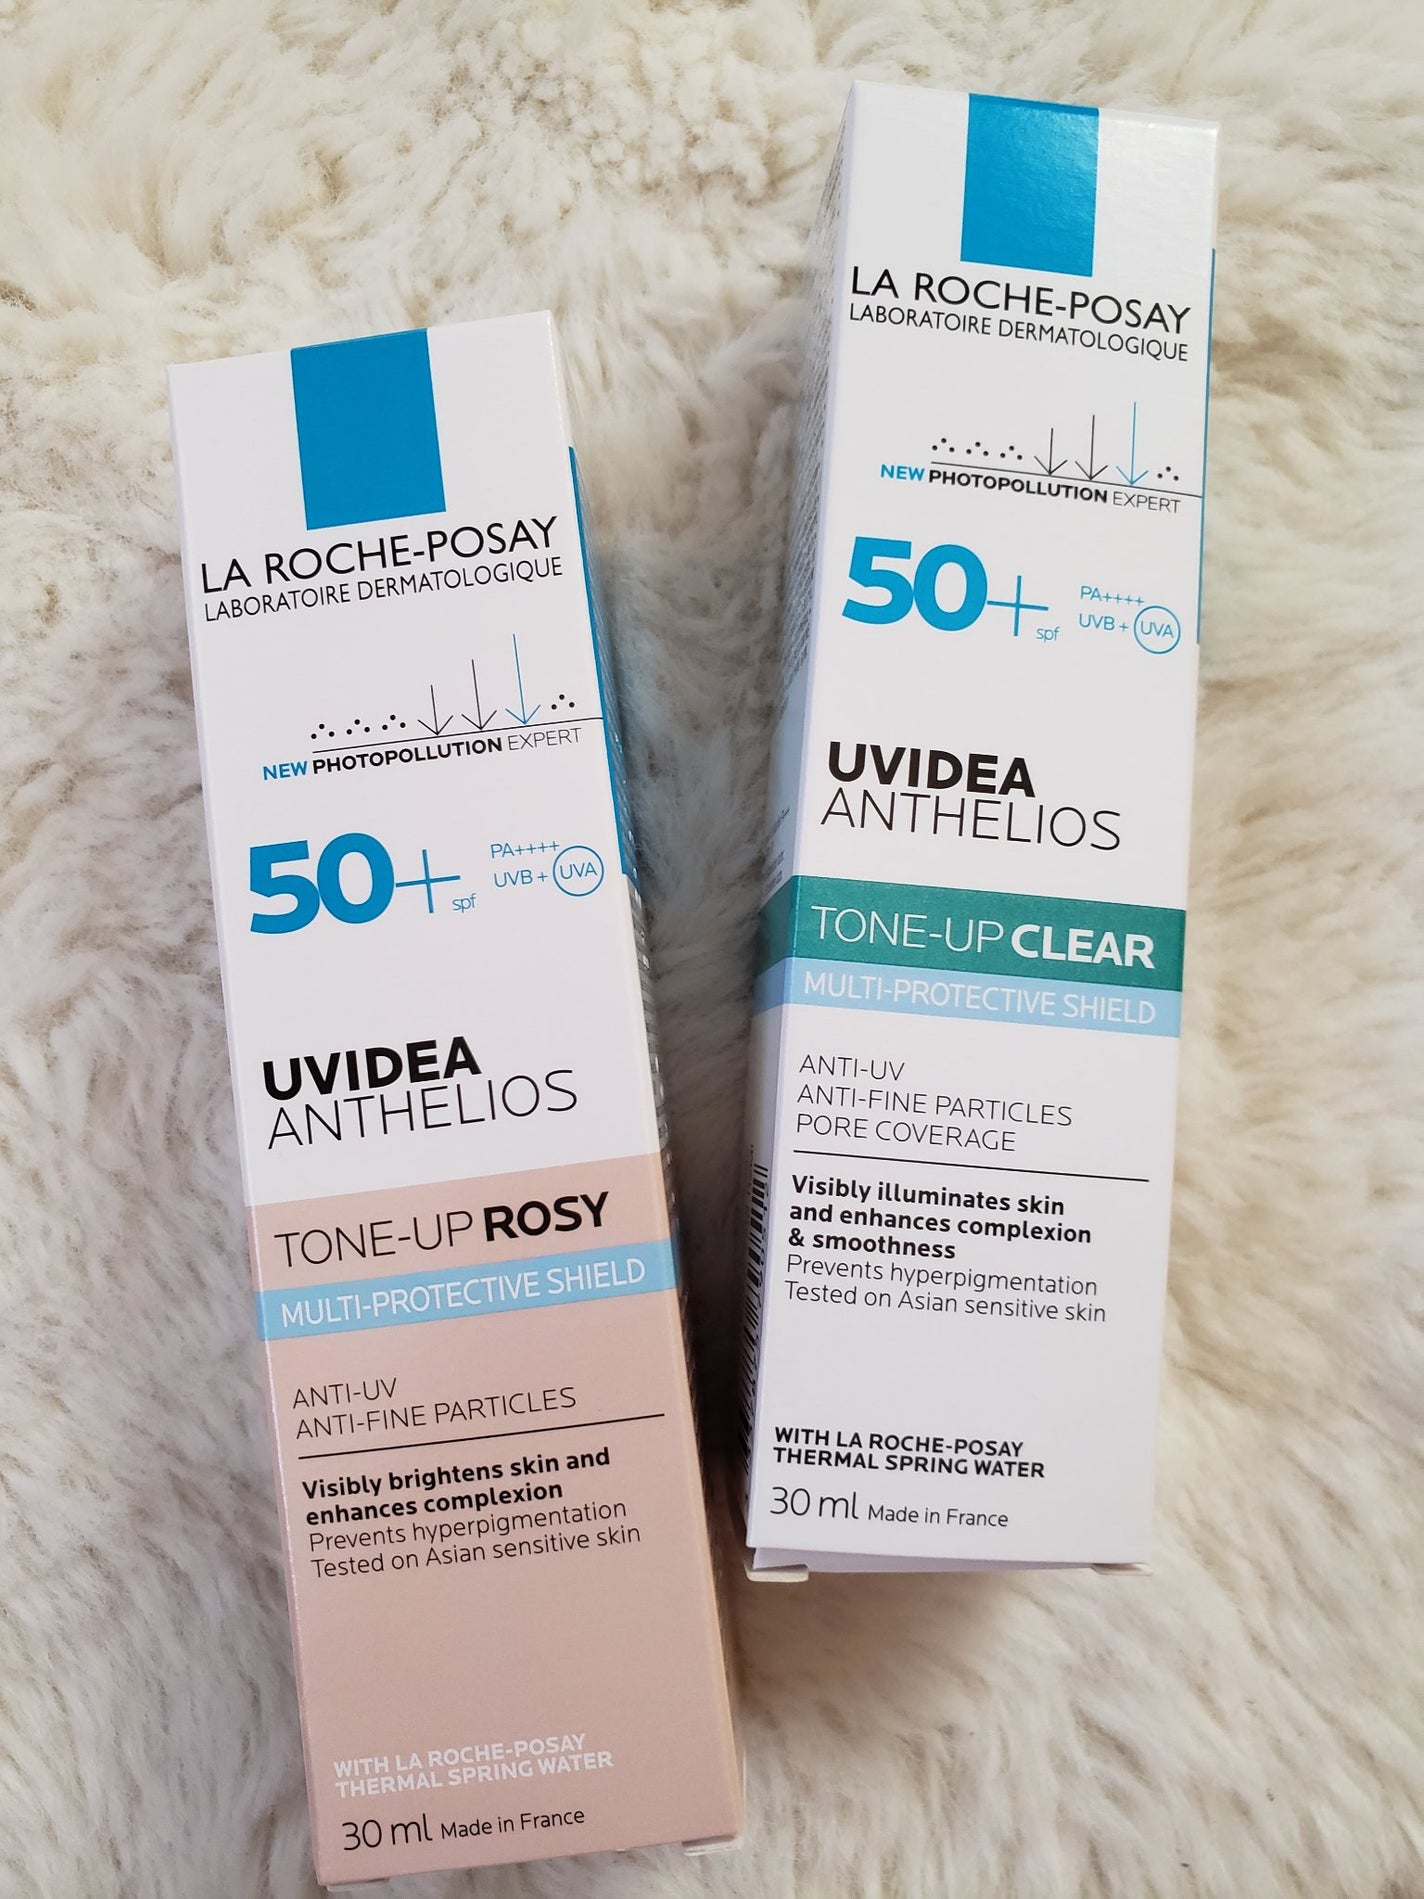 LA ROCHE-POSAY
LABORATOIRE DERMATOLOGIQUE
NEW PHOTOPOLLUTION EXPERT
50+ spf
PA++++
UVB + UVA
UVIDEA
ANTHELIOS
TONE-UP ROSY
MULTI-PROTECTIVE SHIELD
ANTI-UV
ANTI-FINE PARTICLES
Visibly brightens skin and
enhances complexion
Prevents hyperpigmentation
Tested on Asian sensitive skin
WITH LA ROCHE-POSAY
THERMAL SPRING WATER
30 ml Made in France
LA ROCHE-POSAY
LABORATOIRE DERMATOLOGIQUE
NEW PHOTOPOLLUTION EXPERT
50+ spf
PA++++
UVB + UVA
UVIDEA
ANTHELIOS
TONE-UP CLEAR
MULTI-PROTECTIVE SHIELD
ANTI-UV
ANTI-FINE PARTICLES
PORE COVERAGE
Visibly illuminates skin
and enhances complexion
& smoothness
Prevents hyperpigmentation
Tested on Asian sensitive skin
WITH LA ROCHE-POSAY
THERMAL SPRING WATER
30 ml Made in France